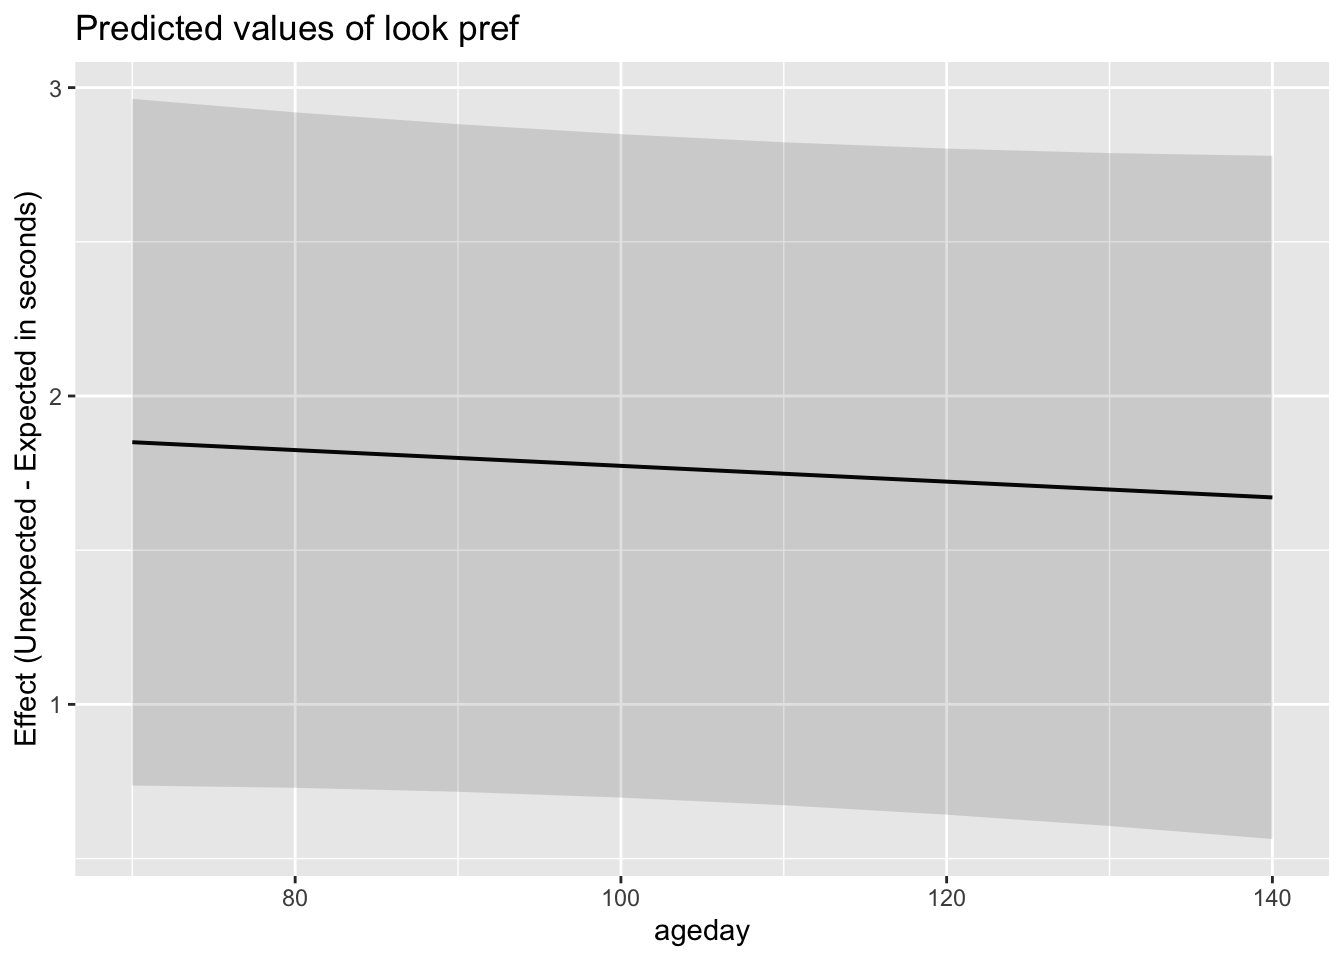 Predicted values of look pref
Effect (Unexpected - Expected in seconds)
3
2
1
80 100 120 140
ageday